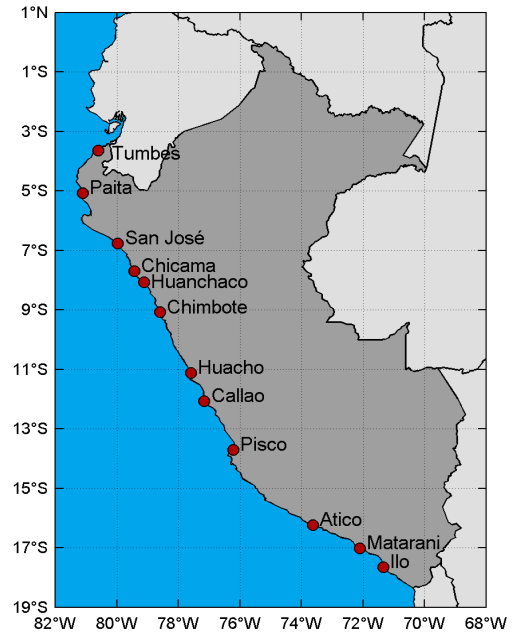 1°N
1°S
3°S
Tumbes
5°S
Paita
San José
7°S
Chicama
Huanchaco
9°S
Chimbote
11°S
Huacho
Callao
13°S
Pisco
15°S
Atico
17°S
Matarani
Ilo
19°S
82°W 80°W 78°W 76°W 74°W 72°W 70°W 68°W